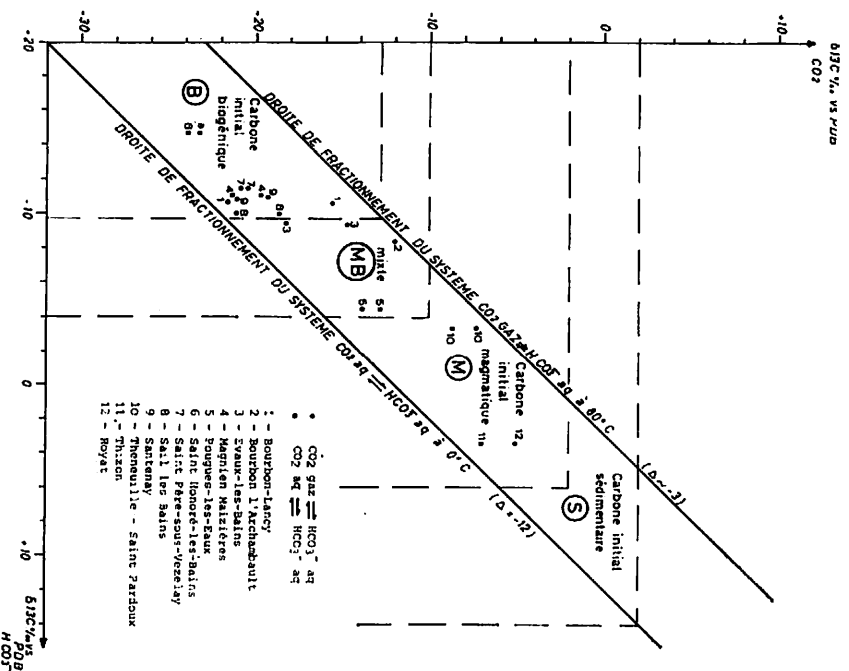 δ13C ‰ vs PDB
CO2
+10
0
-10
-20
-30
-20
-10
0
+10
δ13C ‰ vs
PDB
HCO3⁻
DROITE DE FRACTIONNEMENT DU SYSTEME CO2 GAZ⇌HCO3⁻ aq à 60°C
(Δ~-3)
DROITE DE FRACTIONNEMENT DU SYSTEME CO2 aq ⇌ HCO3⁻ aq à 0°C
(Δ=-12)
B
Carbone
initial
biogénique
MB
mixte
M
Carbone
initial
magmatique
S
Carbone initial
sédimentaire
CO2 gaz ⇌ HCO3⁻ aq
CO2 aq ⇌ HCO3⁻ aq
1 - Bourbon-Lancy
2 - Bourbon l'Archambault
3 - Evaux-les-Bains
4 - Magnien Maizières
5 - Pougues-les-Eaux
6 - Saint Honoré-les-Bains
7 - Saint Père-sous-Vezelay
8 - Sail les Bains
9 - Santenay
10 - Theneuille - Saint Pardoux
11 - Thizon
12 - Royat